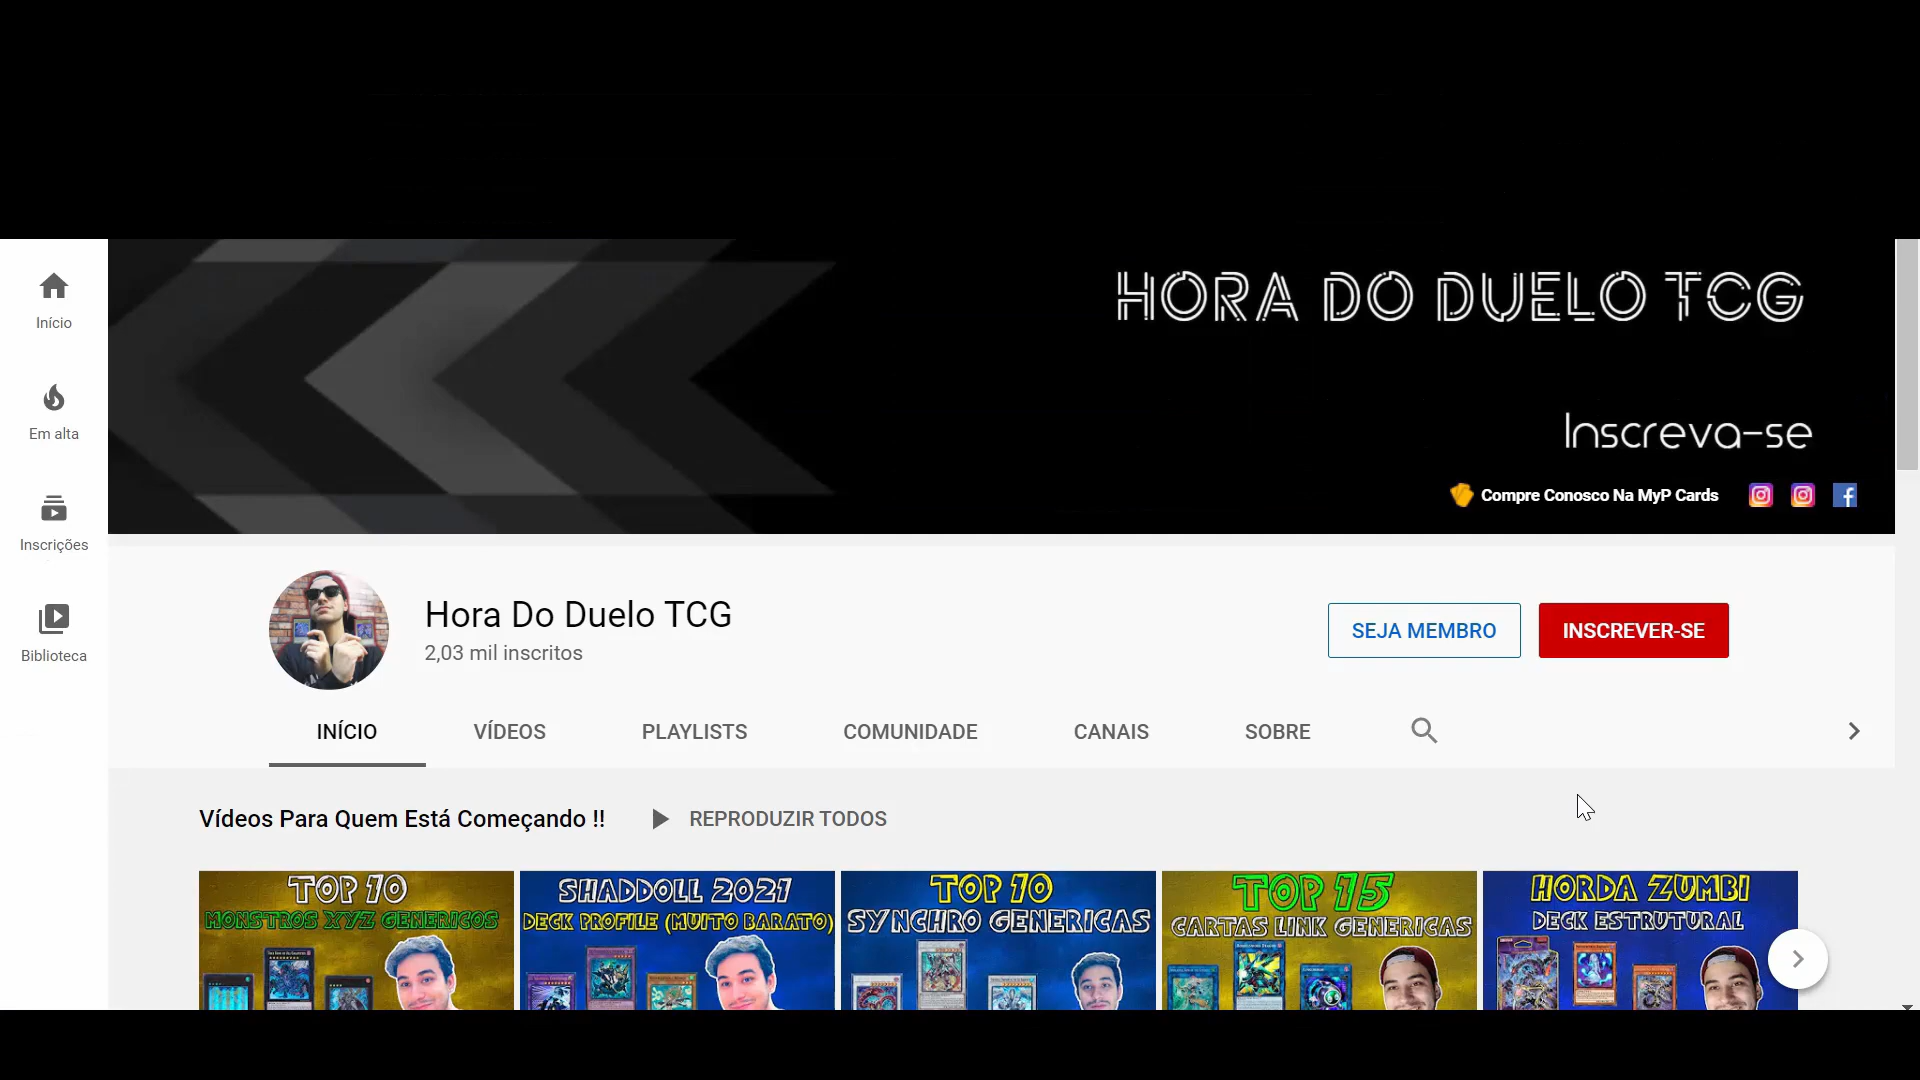 HORA DO DUELO TCG
Início
Em alta
Inscreva-se
Compre Conosco Na MyP Cards
Inscrições
Hora Do Duelo TCG
2,03 mil inscritos
SEJA MEMBRO
INSCREVER-SE
Biblioteca
INÍCIO
VÍDEOS
PLAYLISTS
COMUNIDADE
CANAIS
SOBRE
Vídeos Para Quem Está Começando !!
REPRODUZIR TODOS
TOP 10
MONSTROS XYZ GENERICOS
SHADDOLL 2021
DECK PROFILE (MUITO BARATO)
TOP 10
SYNCHRO GENERICAS
TOP 15
CARTAS LINK GENERICAS
HORDA ZUMBI
DECK ESTRUTURAL